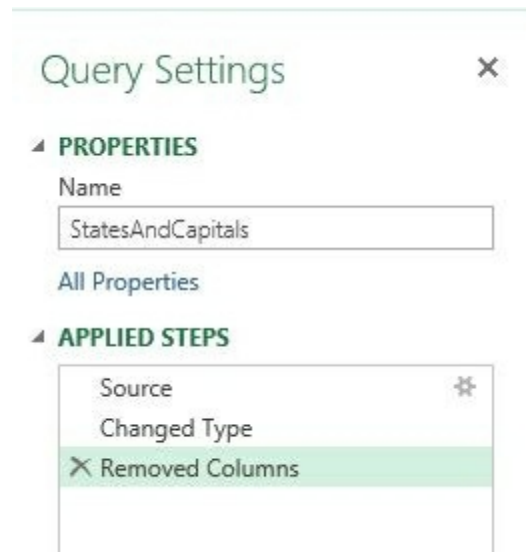 Query Settings
PROPERTIES
Name
StatesAndCapitals
All Properties
APPLIED STEPS
Source
Changed Type
Removed Columns